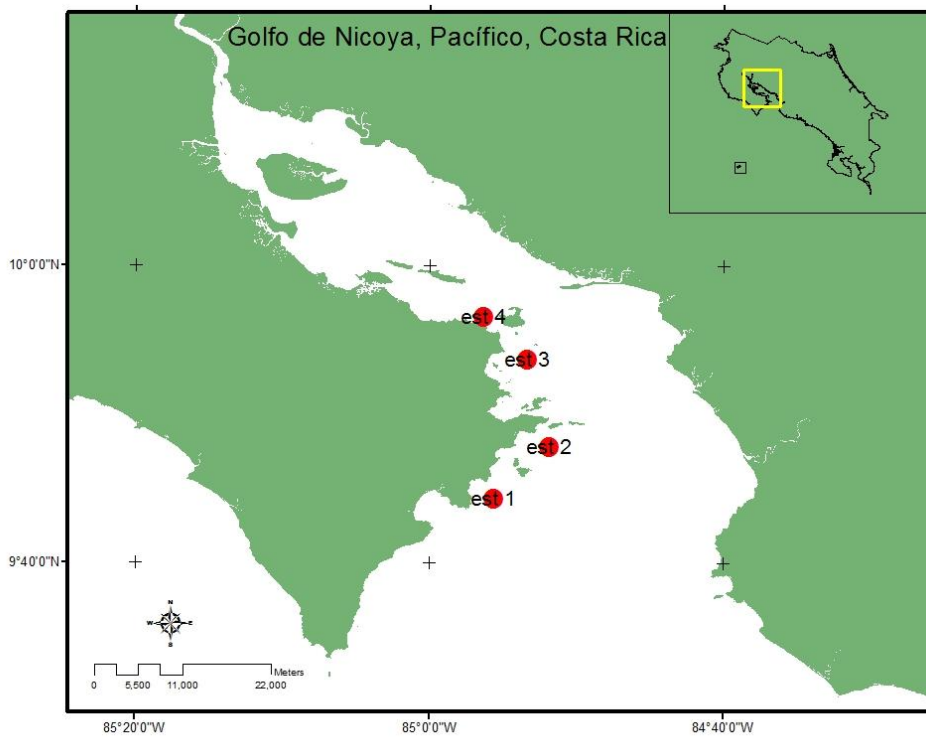 Golfo de Nicoya, Pacífico, Costa Rica
10°0'0"N
est 4
est 3
est 2
est 1
9°40'0"N
N
W E
S
Meters
0 5,500 11,000 22,000
85°20'0"W 85°0'0"W 84°40'0"W